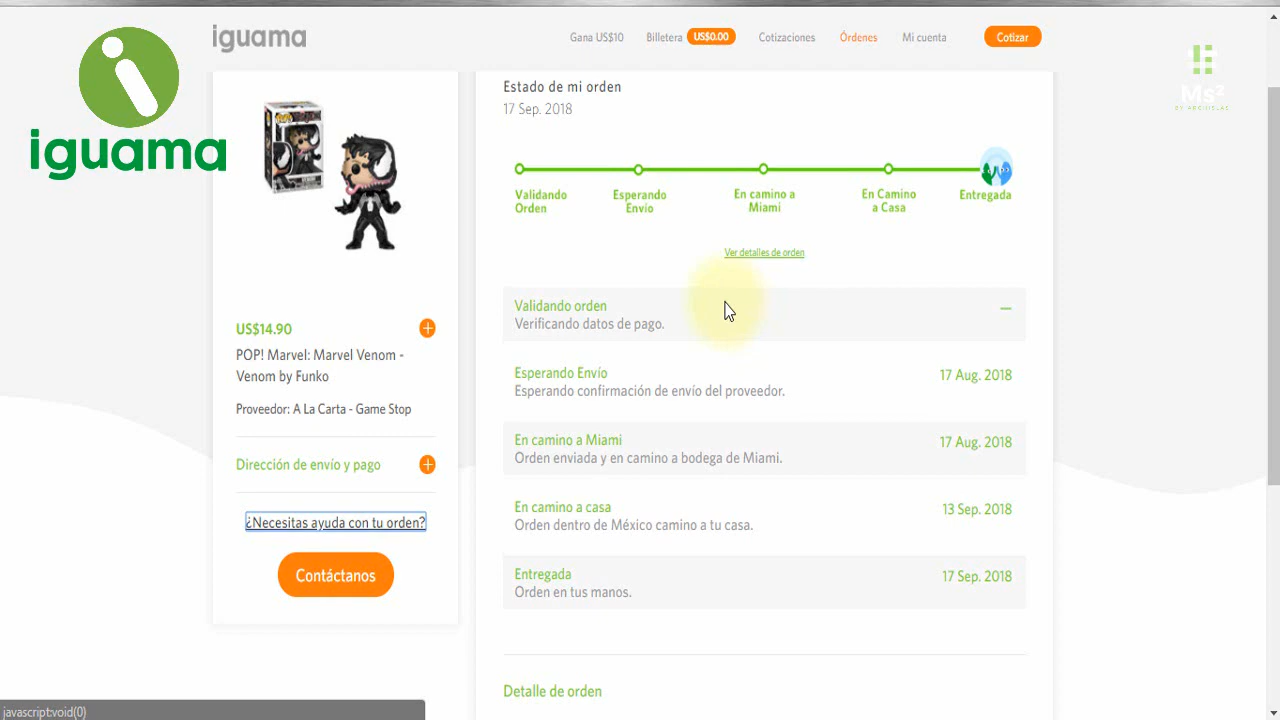 iguama
iguama
Gana US$10
Billetera US$0.00
Cotizaciones
Órdenes
Mi cuenta
Cotizar
Ms²
BY ARCHIVLAC
US$14.90
POP! Marvel: Marvel Venom -
Venom by Funko
Proveedor: A La Carta - Game Stop
Dirección de envío y pago
¿Necesitas ayuda con tu orden?
Contáctanos
Estado de mi orden
17 Sep. 2018
Validando
Orden
Esperando
Envío
En camino a
Miami
En Camino
a Casa
Entregada
Ver detalles de orden
Validando orden
Verificando datos de pago.
Esperando Envío
17 Aug. 2018
Esperando confirmación de envío del proveedor.
En camino a Miami
17 Aug. 2018
Orden enviada y en camino a bodega de Miami.
En camino a casa
13 Sep. 2018
Orden dentro de México camino a tu casa.
Entregada
17 Sep. 2018
Orden en tus manos.
Detalle de orden
javascript:void(0)